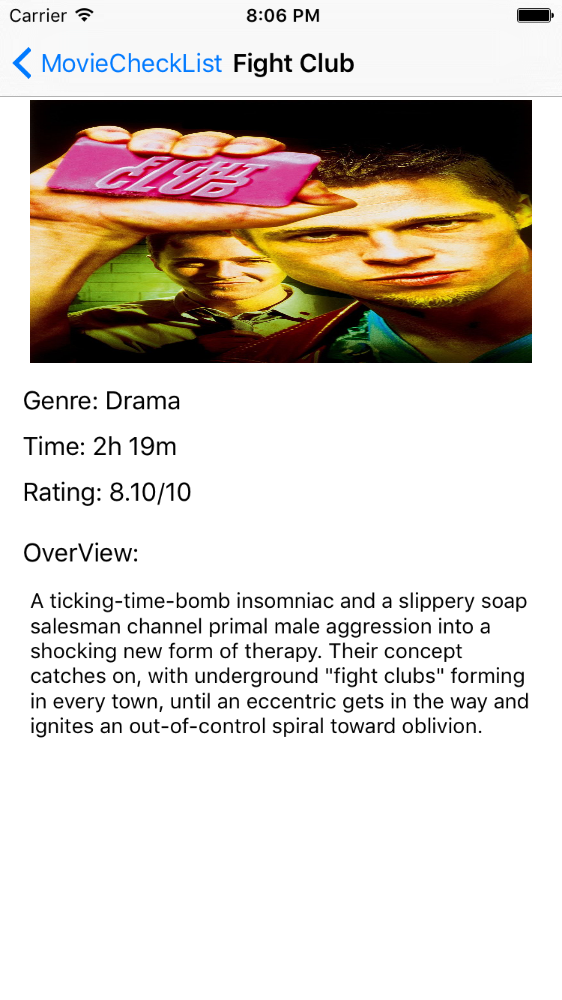 Carrier 8:06 PM
MovieCheckList Fight Club
FIGHT
CLUB
Genre: Drama
Time: 2h 19m
Rating: 8.10/10
OverView:
A ticking-time-bomb insomniac and a slippery soap
salesman channel primal male aggression into a
shocking new form of therapy. Their concept
catches on, with underground "fight clubs" forming
in every town, until an eccentric gets in the way and
ignites an out-of-control spiral toward oblivion.